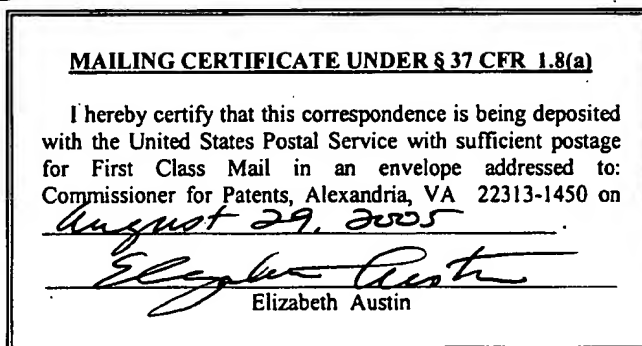 MAILING CERTIFICATE UNDER § 37 CFR 1.8(a)
I hereby certify that this correspondence is being deposited
with the United States Postal Service with sufficient postage
for First Class Mail in an envelope addressed to:
Commissioner for Patents, Alexandria, VA 22313-1450 on
August 29, 2005.
Elizabeth Austin
Elizabeth Austin